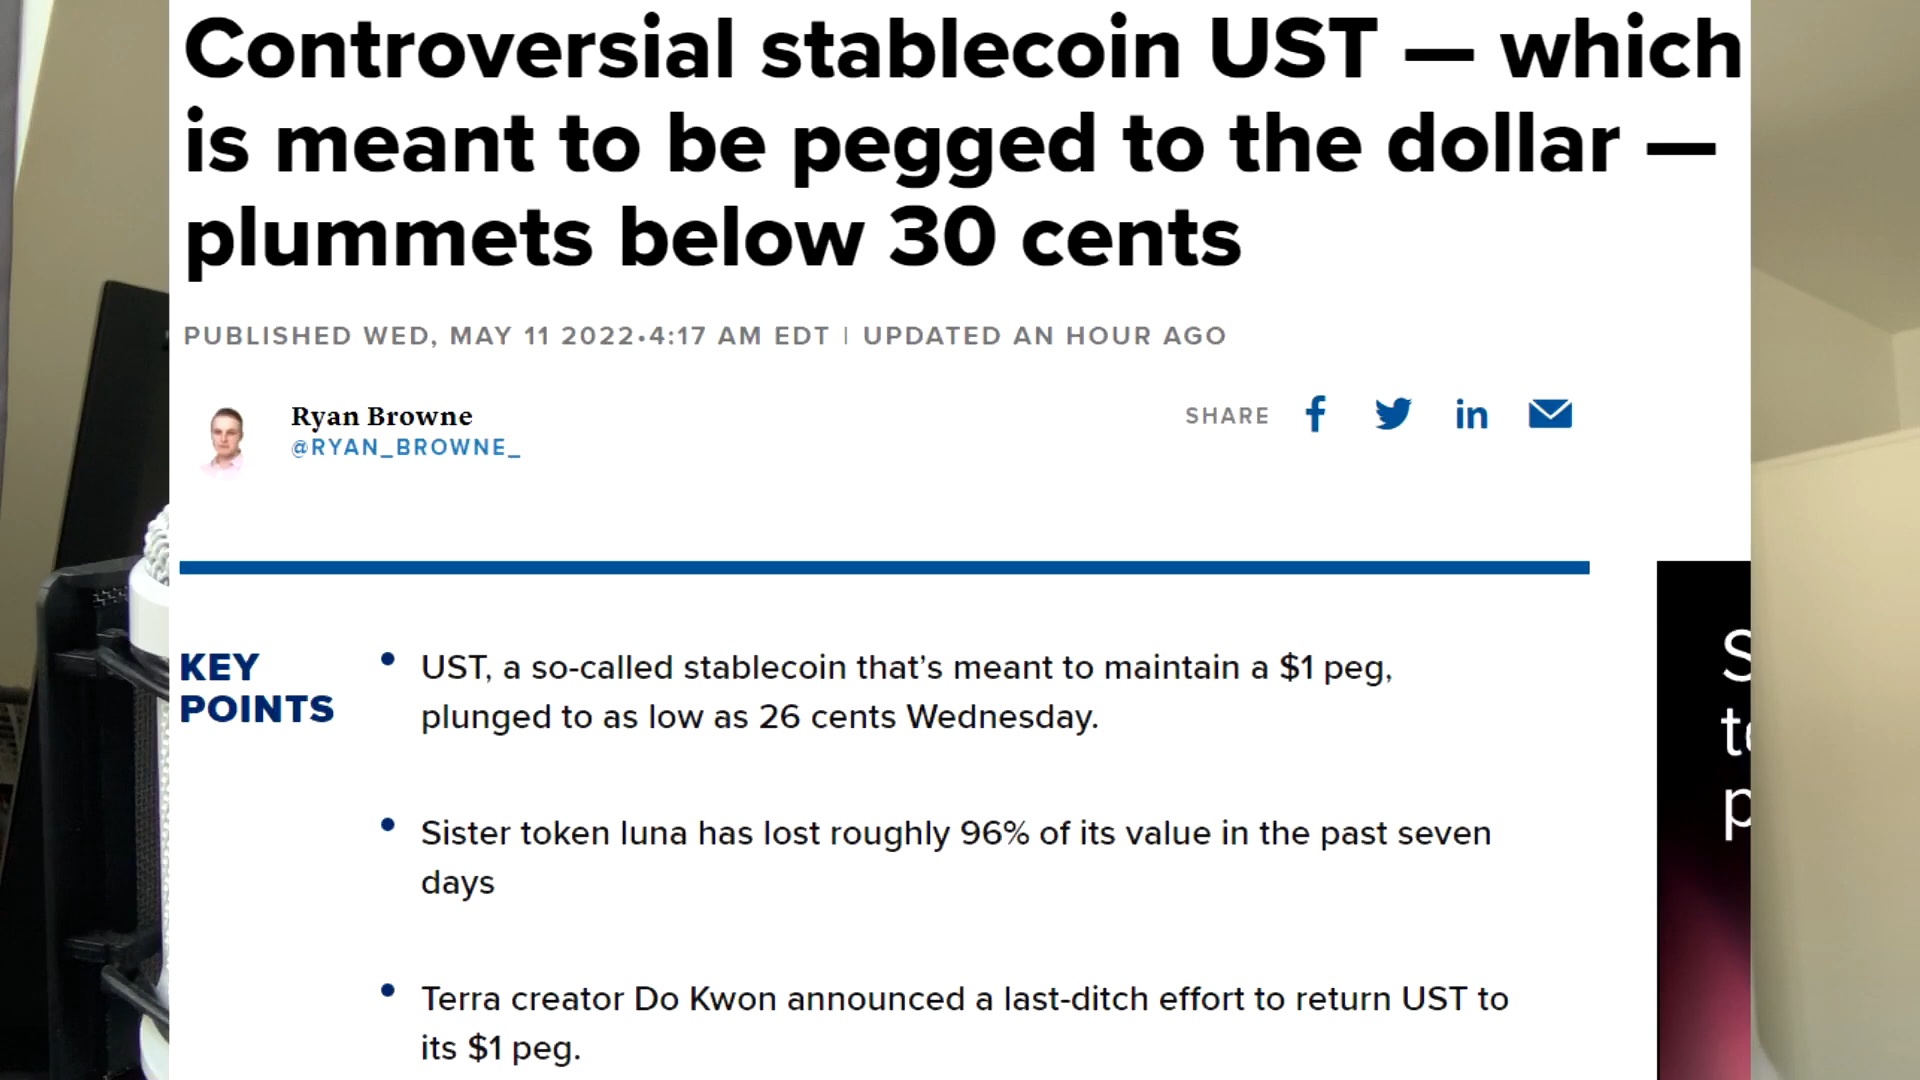 Controversial stablecoin UST — which
is meant to be pegged to the dollar —
plummets below 30 cents
PUBLISHED WED, MAY 11 2022•4:17 AM EDT | UPDATED AN HOUR AGO
Ryan Browne
@RYAN_BROWNE_
SHARE
KEY
POINTS
UST, a so-called stablecoin that’s meant to maintain a $1 peg,
plunged to as low as 26 cents Wednesday.
Sister token luna has lost roughly 96% of its value in the past seven
days
Terra creator Do Kwon announced a last-ditch effort to return UST to
its $1 peg.